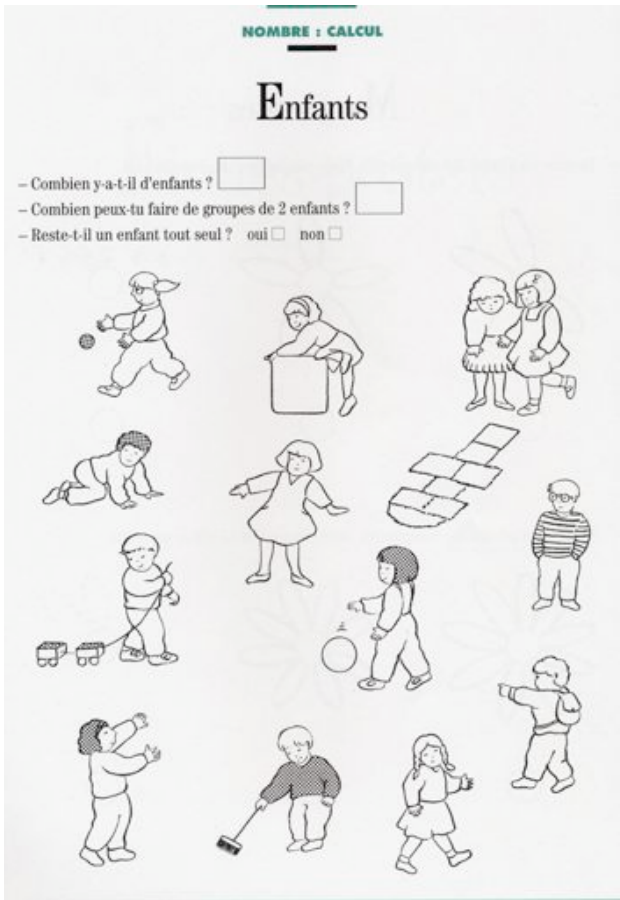 NOMBRE : CALCUL
Enfants
– Combien y-a-t-il d'enfants ?
– Combien peux-tu faire de groupes de 2 enfants ?
– Reste-t-il un enfant tout seul ? oui □ non □